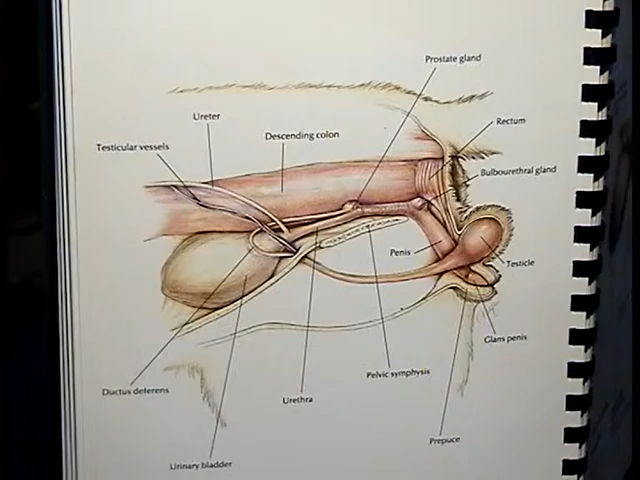 Prostate gland
Ureter
Rectum
Descending colon
Testicular vessels
Bulbourethral gland
Penis
Testicle
Glans penis
Pelvic symphysis
Ductus deferens
Urethra
Prepuce
Urinary bladder